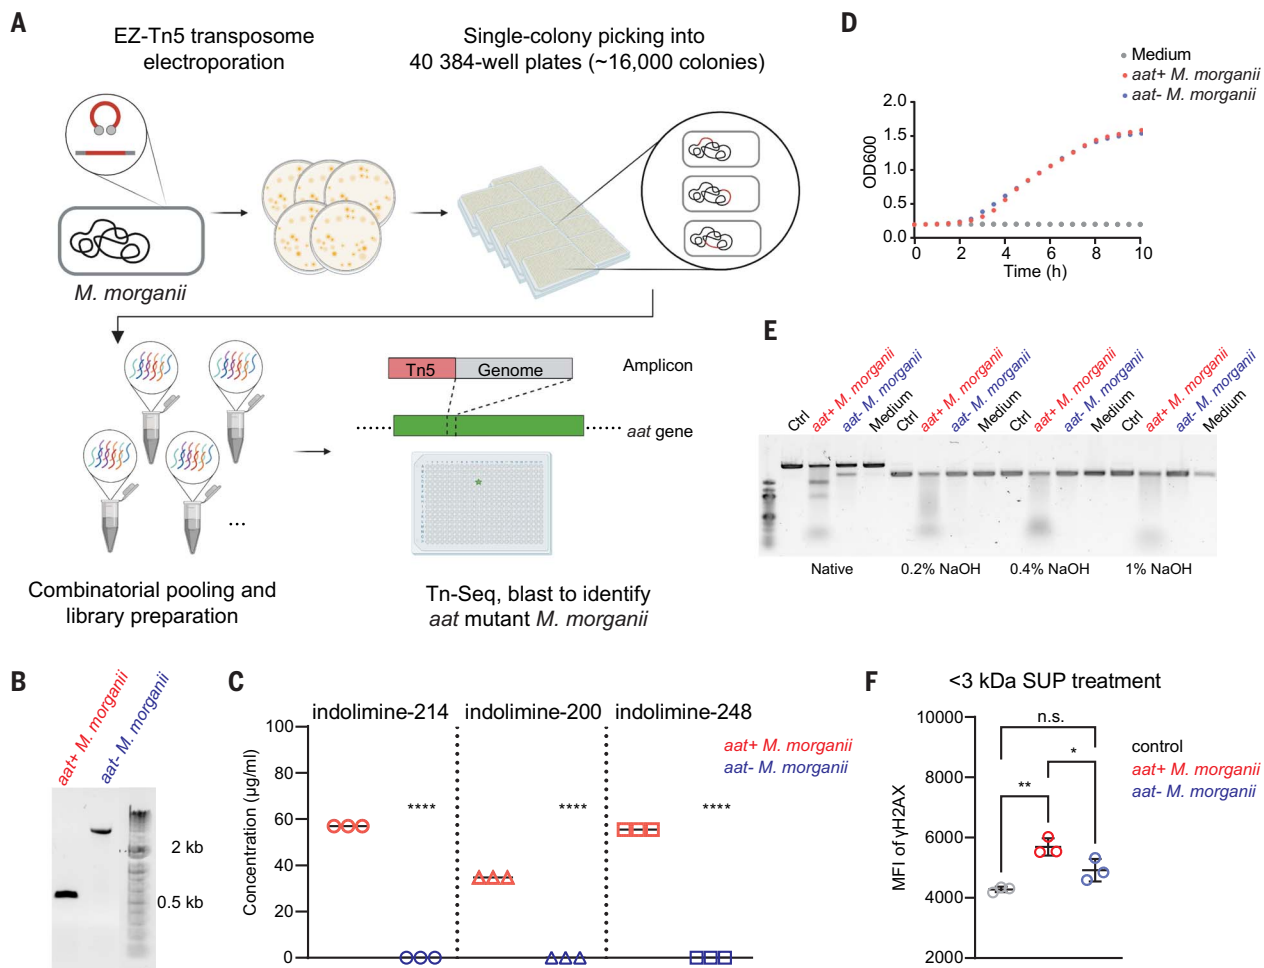 A
EZ-Tn5 transposome
electroporation
Single-colony picking into
40 384-well plates (~16,000 colonies)
M. morganii
Tn5
Genome
Amplicon
aat gene
...
Combinatorial pooling and
library preparation
Tn-Seq, blast to identify
aat mutant M. morganii
B
aat+ M. morganii
aat- M. morganii
2 kb
0.5 kb
C
indolimine-214
indolimine-200
indolimine-248
aat+ M. morganii
aat- M. morganii
Concentration (µg/ml)
100
80
60
40
20
0
****
****
****
D
Medium
aat+ M. morganii
aat- M. morganii
OD600
2.0
1.5
1.0
0.5
0.0
0 2 4 6 8 10
Time (h)
E
Ctrl
aat+ M. morganii
aat- M. morganii
Medium
Ctrl
aat+ M. morganii
aat- M. morganii
Medium
Ctrl
aat+ M. morganii
aat- M. morganii
Medium
Ctrl
aat+ M. morganii
aat- M. morganii
Medium
Native
0.2% NaOH
0.4% NaOH
1% NaOH
F
<3 kDa SUP treatment
MFI of γH2AX
10000
8000
6000
4000
2000
n.s.
*
**
control
aat+ M. morganii
aat- M. morganii